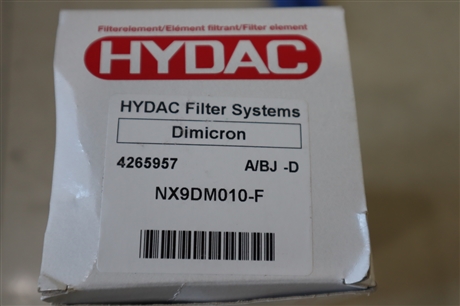 Filterelement/Elément filtrant/Filter element
HYDAC
HYDAC Filter Systems
Dimicron
4265957 A/BJ -D
NX9DM010-F